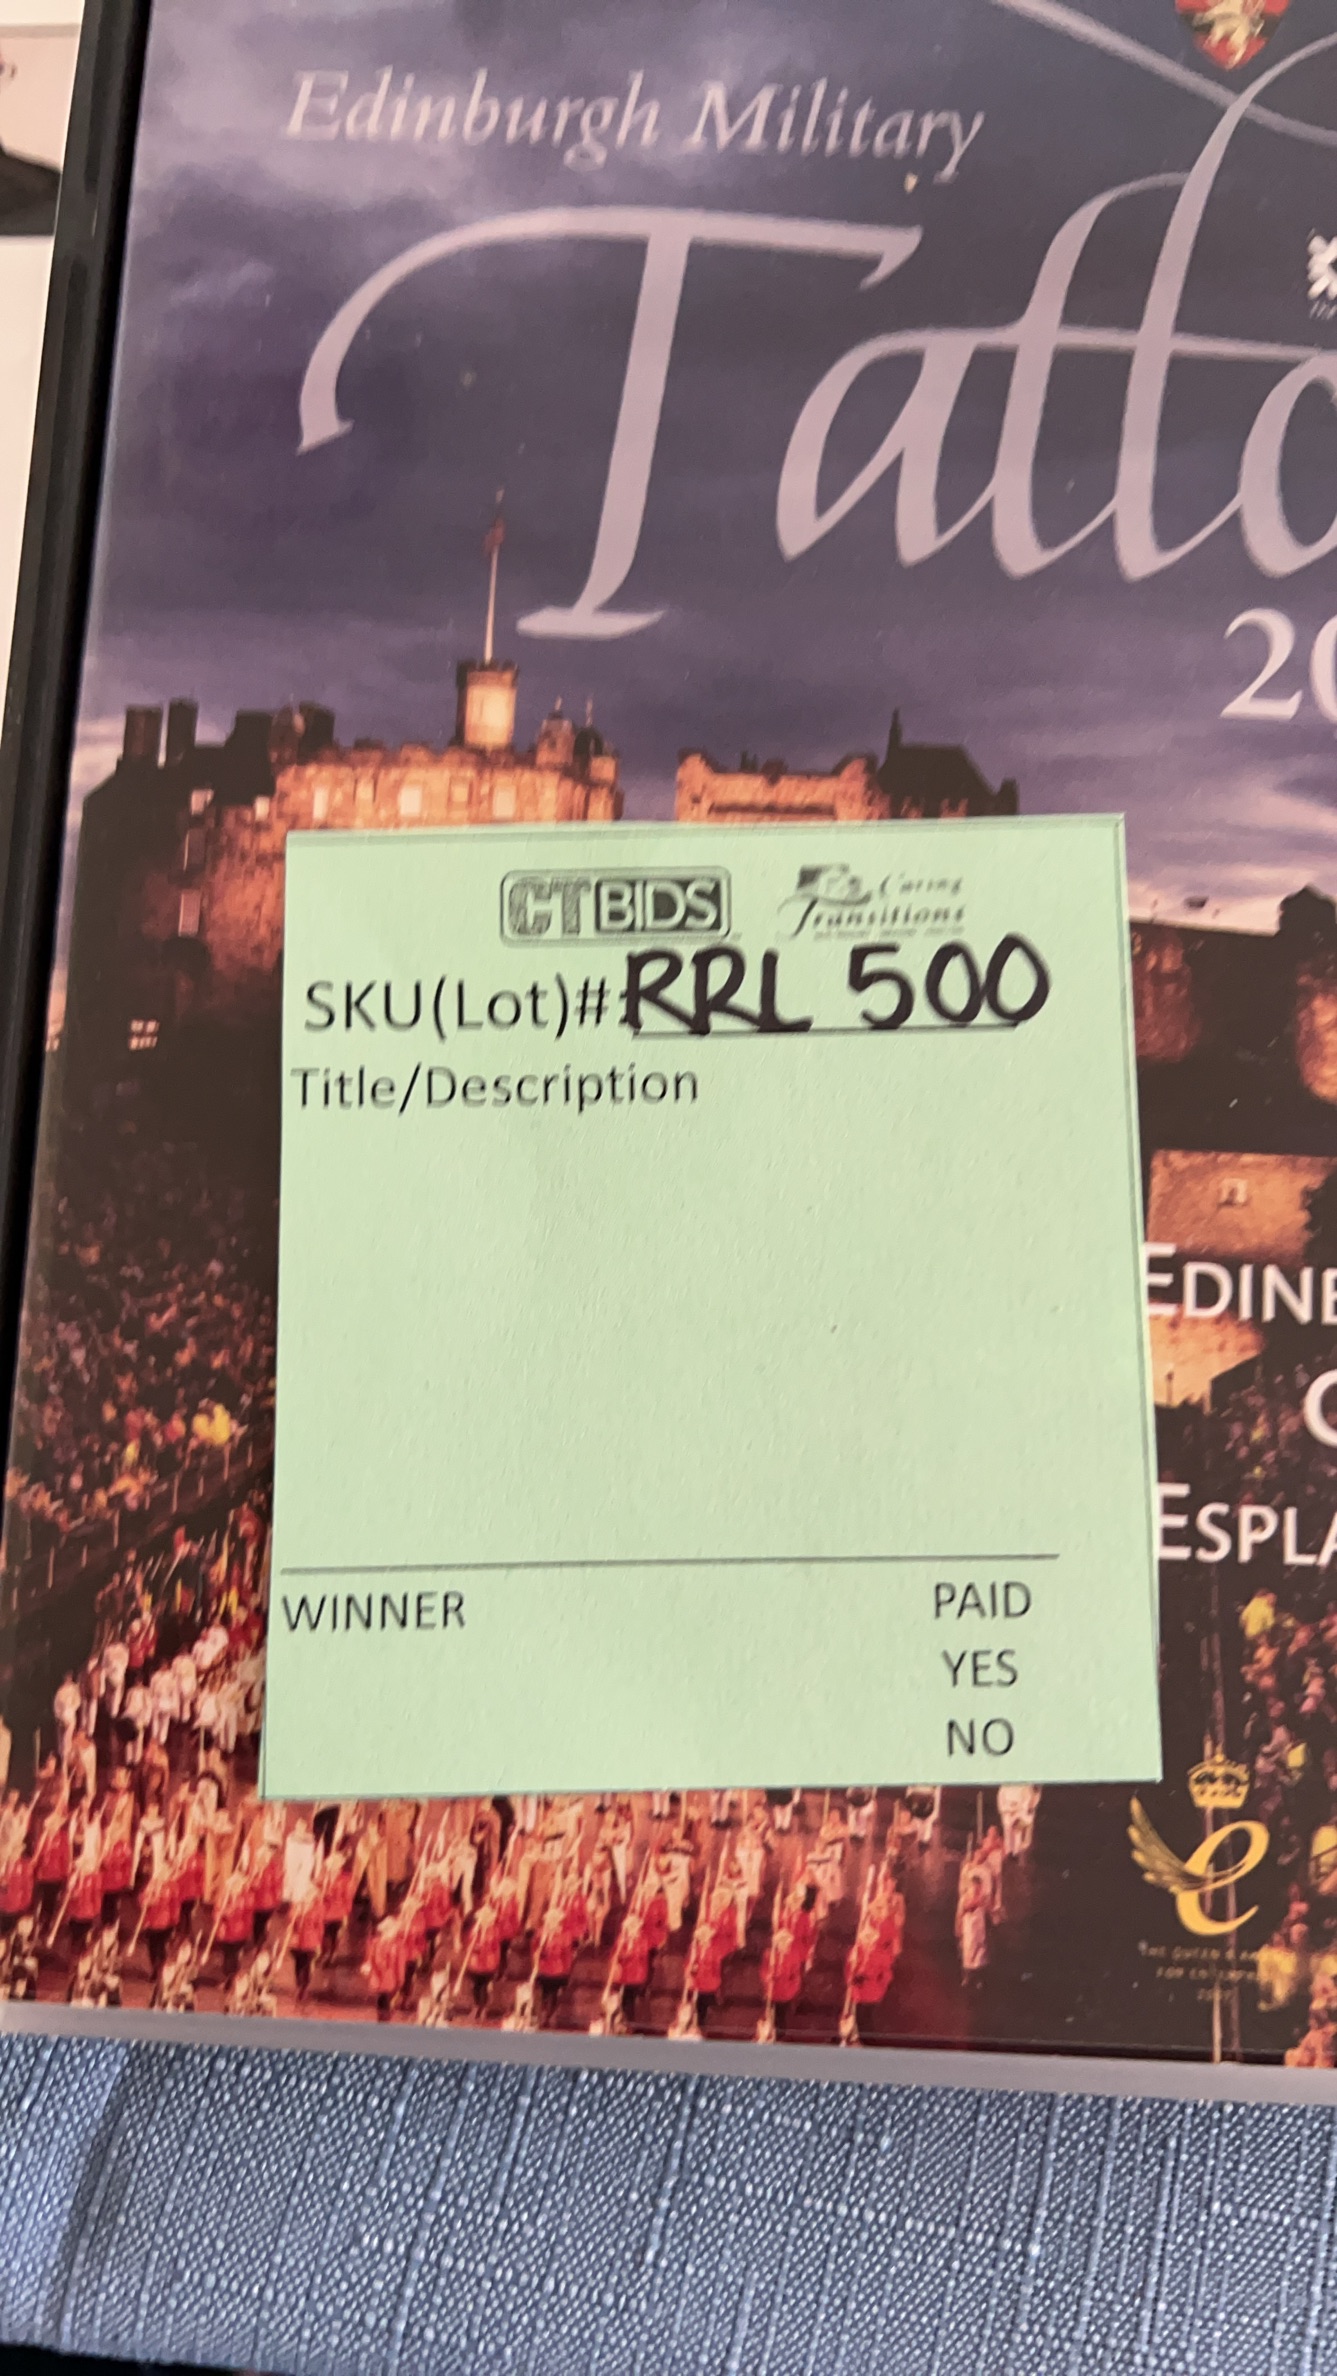 Edinburgh Military
Tatto
20
CTBIDS
Caring
Transitions
SKU(Lot)#: RRL 500
Title/Description
EDINB
ESPLA
WINNER
PAID
YES
NO
e